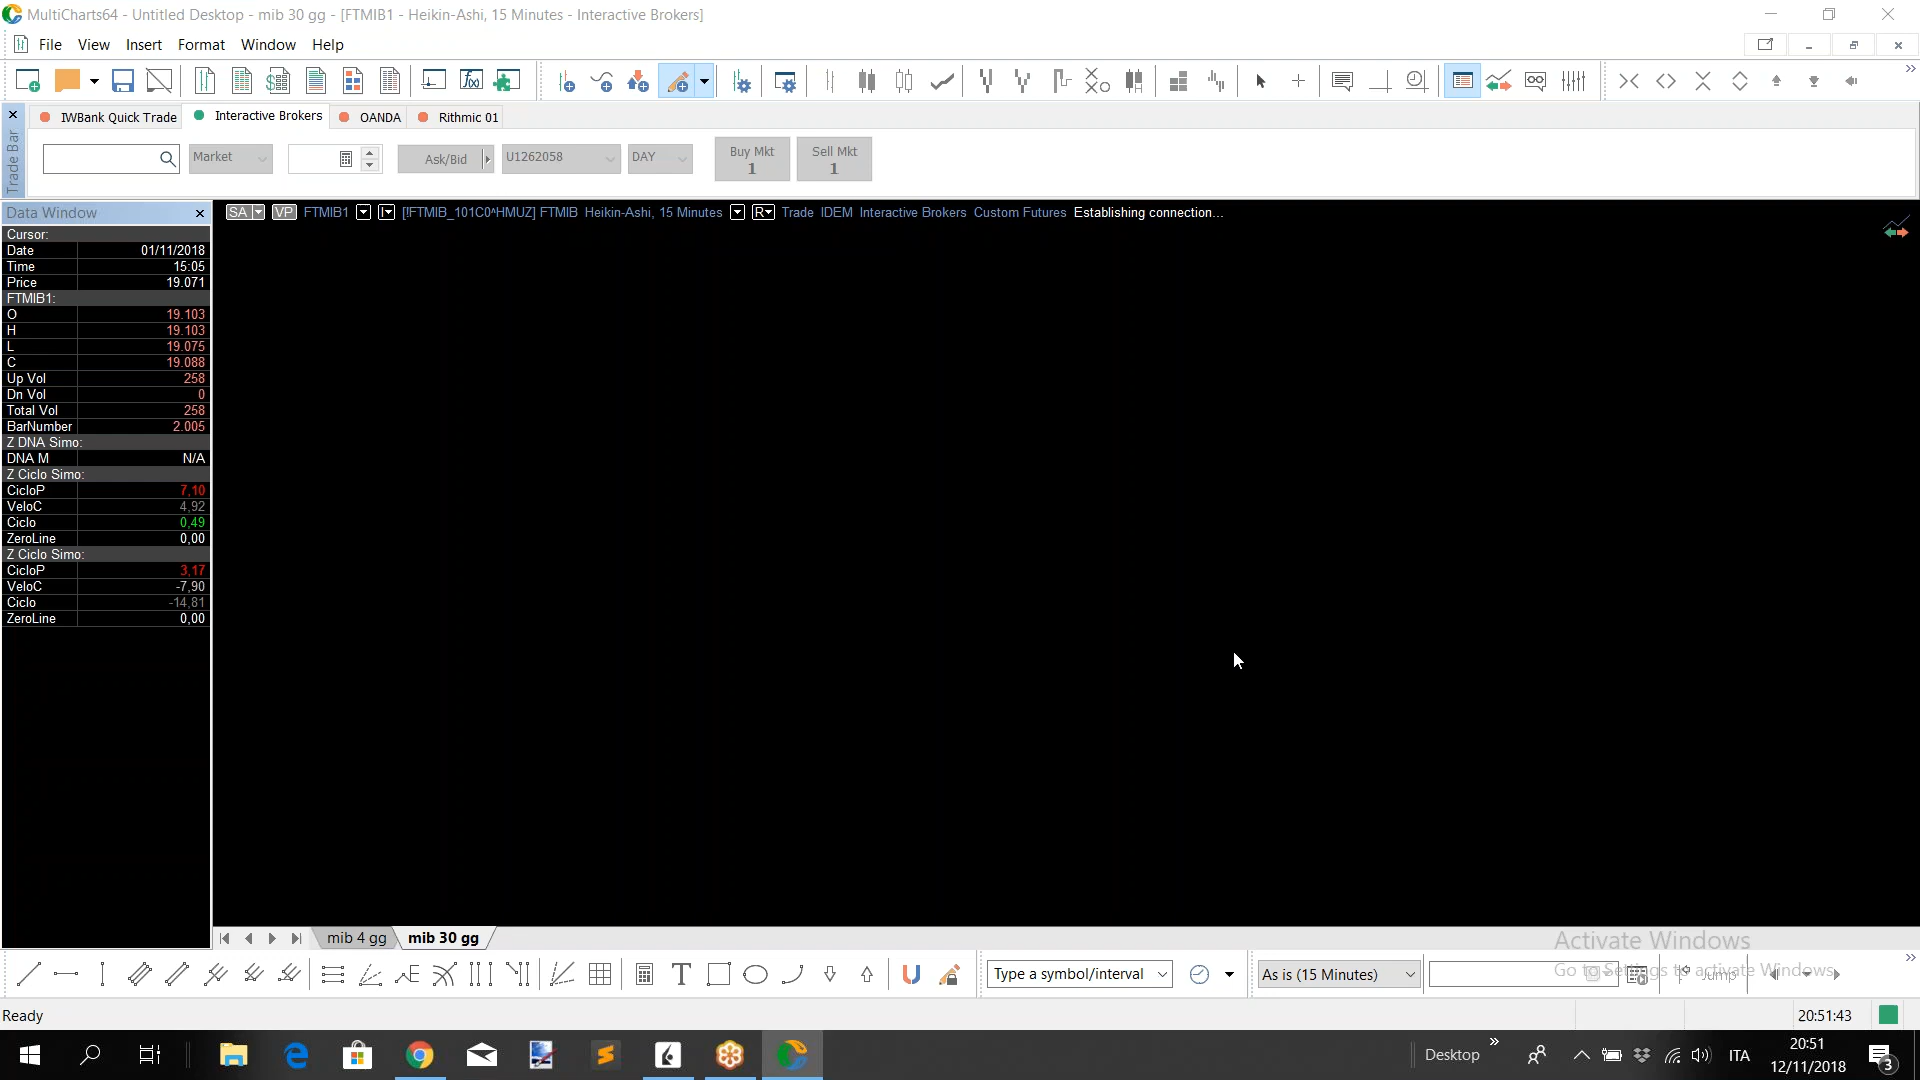 MultiCharts64 - Untitled Desktop - mib 30 gg - [FTMIB1 - Heikin-Ashi, 15 Minutes - Interactive Brokers]
File View Insert Format Window Help
IWBank Quick Trade Interactive Brokers OANDA Rithmic 01
Trade Bar
Market Ask/Bid U1262058 DAY Buy Mkt 1 Sell Mkt 1
Data Window
SA VP FTMIB1 I [!FTMIB_101C0^HMUZ] FTMIB Heikin-Ashi, 15 Minutes R Trade IDEM Interactive Brokers Custom Futures Establishing connection...
Cursor:
Date 01/11/2018
Time 15:05
Price 19.071
FTMIB1:
O 19.103
H 19.103
L 19.075
C 19.088
Up Vol 258
Dn Vol 0
Total Vol 258
BarNumber 2.005
Z DNA Simo:
DNA M N/A
Z Ciclo Simo:
CicloP 7,10
VeloC 4,92
Ciclo 0,49
ZeroLine 0,00
Z Ciclo Simo:
CicloP 3,17
VeloC -7,90
Ciclo -14,81
ZeroLine 0,00
mib 4 gg mib 30 gg
Activate Windows
Go to Settings to activate Windows.
Type a symbol/interval As is (15 Minutes) Jump
Ready 20:51:43
Desktop ITA 20:51
12/11/2018 3